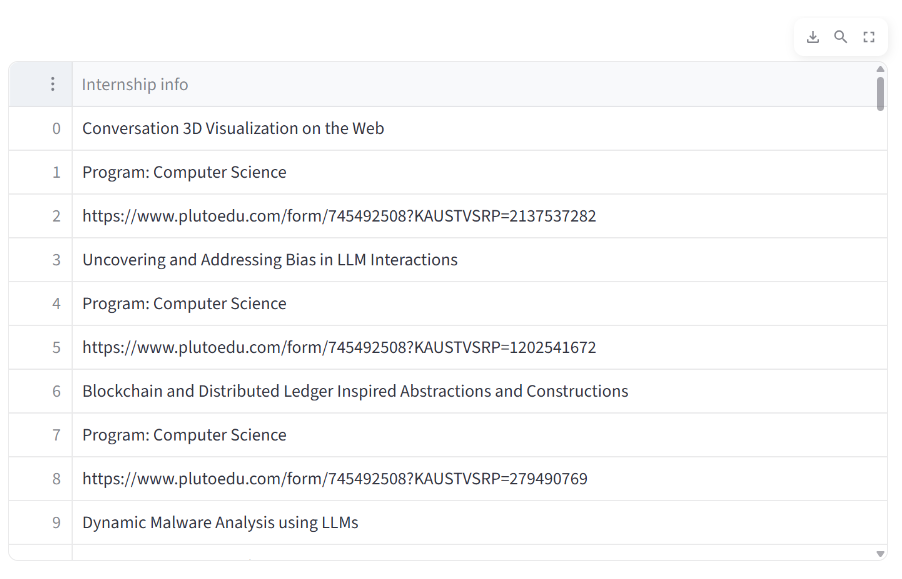 Internship info
0 Conversation 3D Visualization on the Web
1 Program: Computer Science
2 https://www.plutoedu.com/form/745492508?KAUSTVSRP=2137537282
3 Uncovering and Addressing Bias in LLM Interactions
4 Program: Computer Science
5 https://www.plutoedu.com/form/745492508?KAUSTVSRP=1202541672
6 Blockchain and Distributed Ledger Inspired Abstractions and Constructions
7 Program: Computer Science
8 https://www.plutoedu.com/form/745492508?KAUSTVSRP=279490769
9 Dynamic Malware Analysis using LLMs